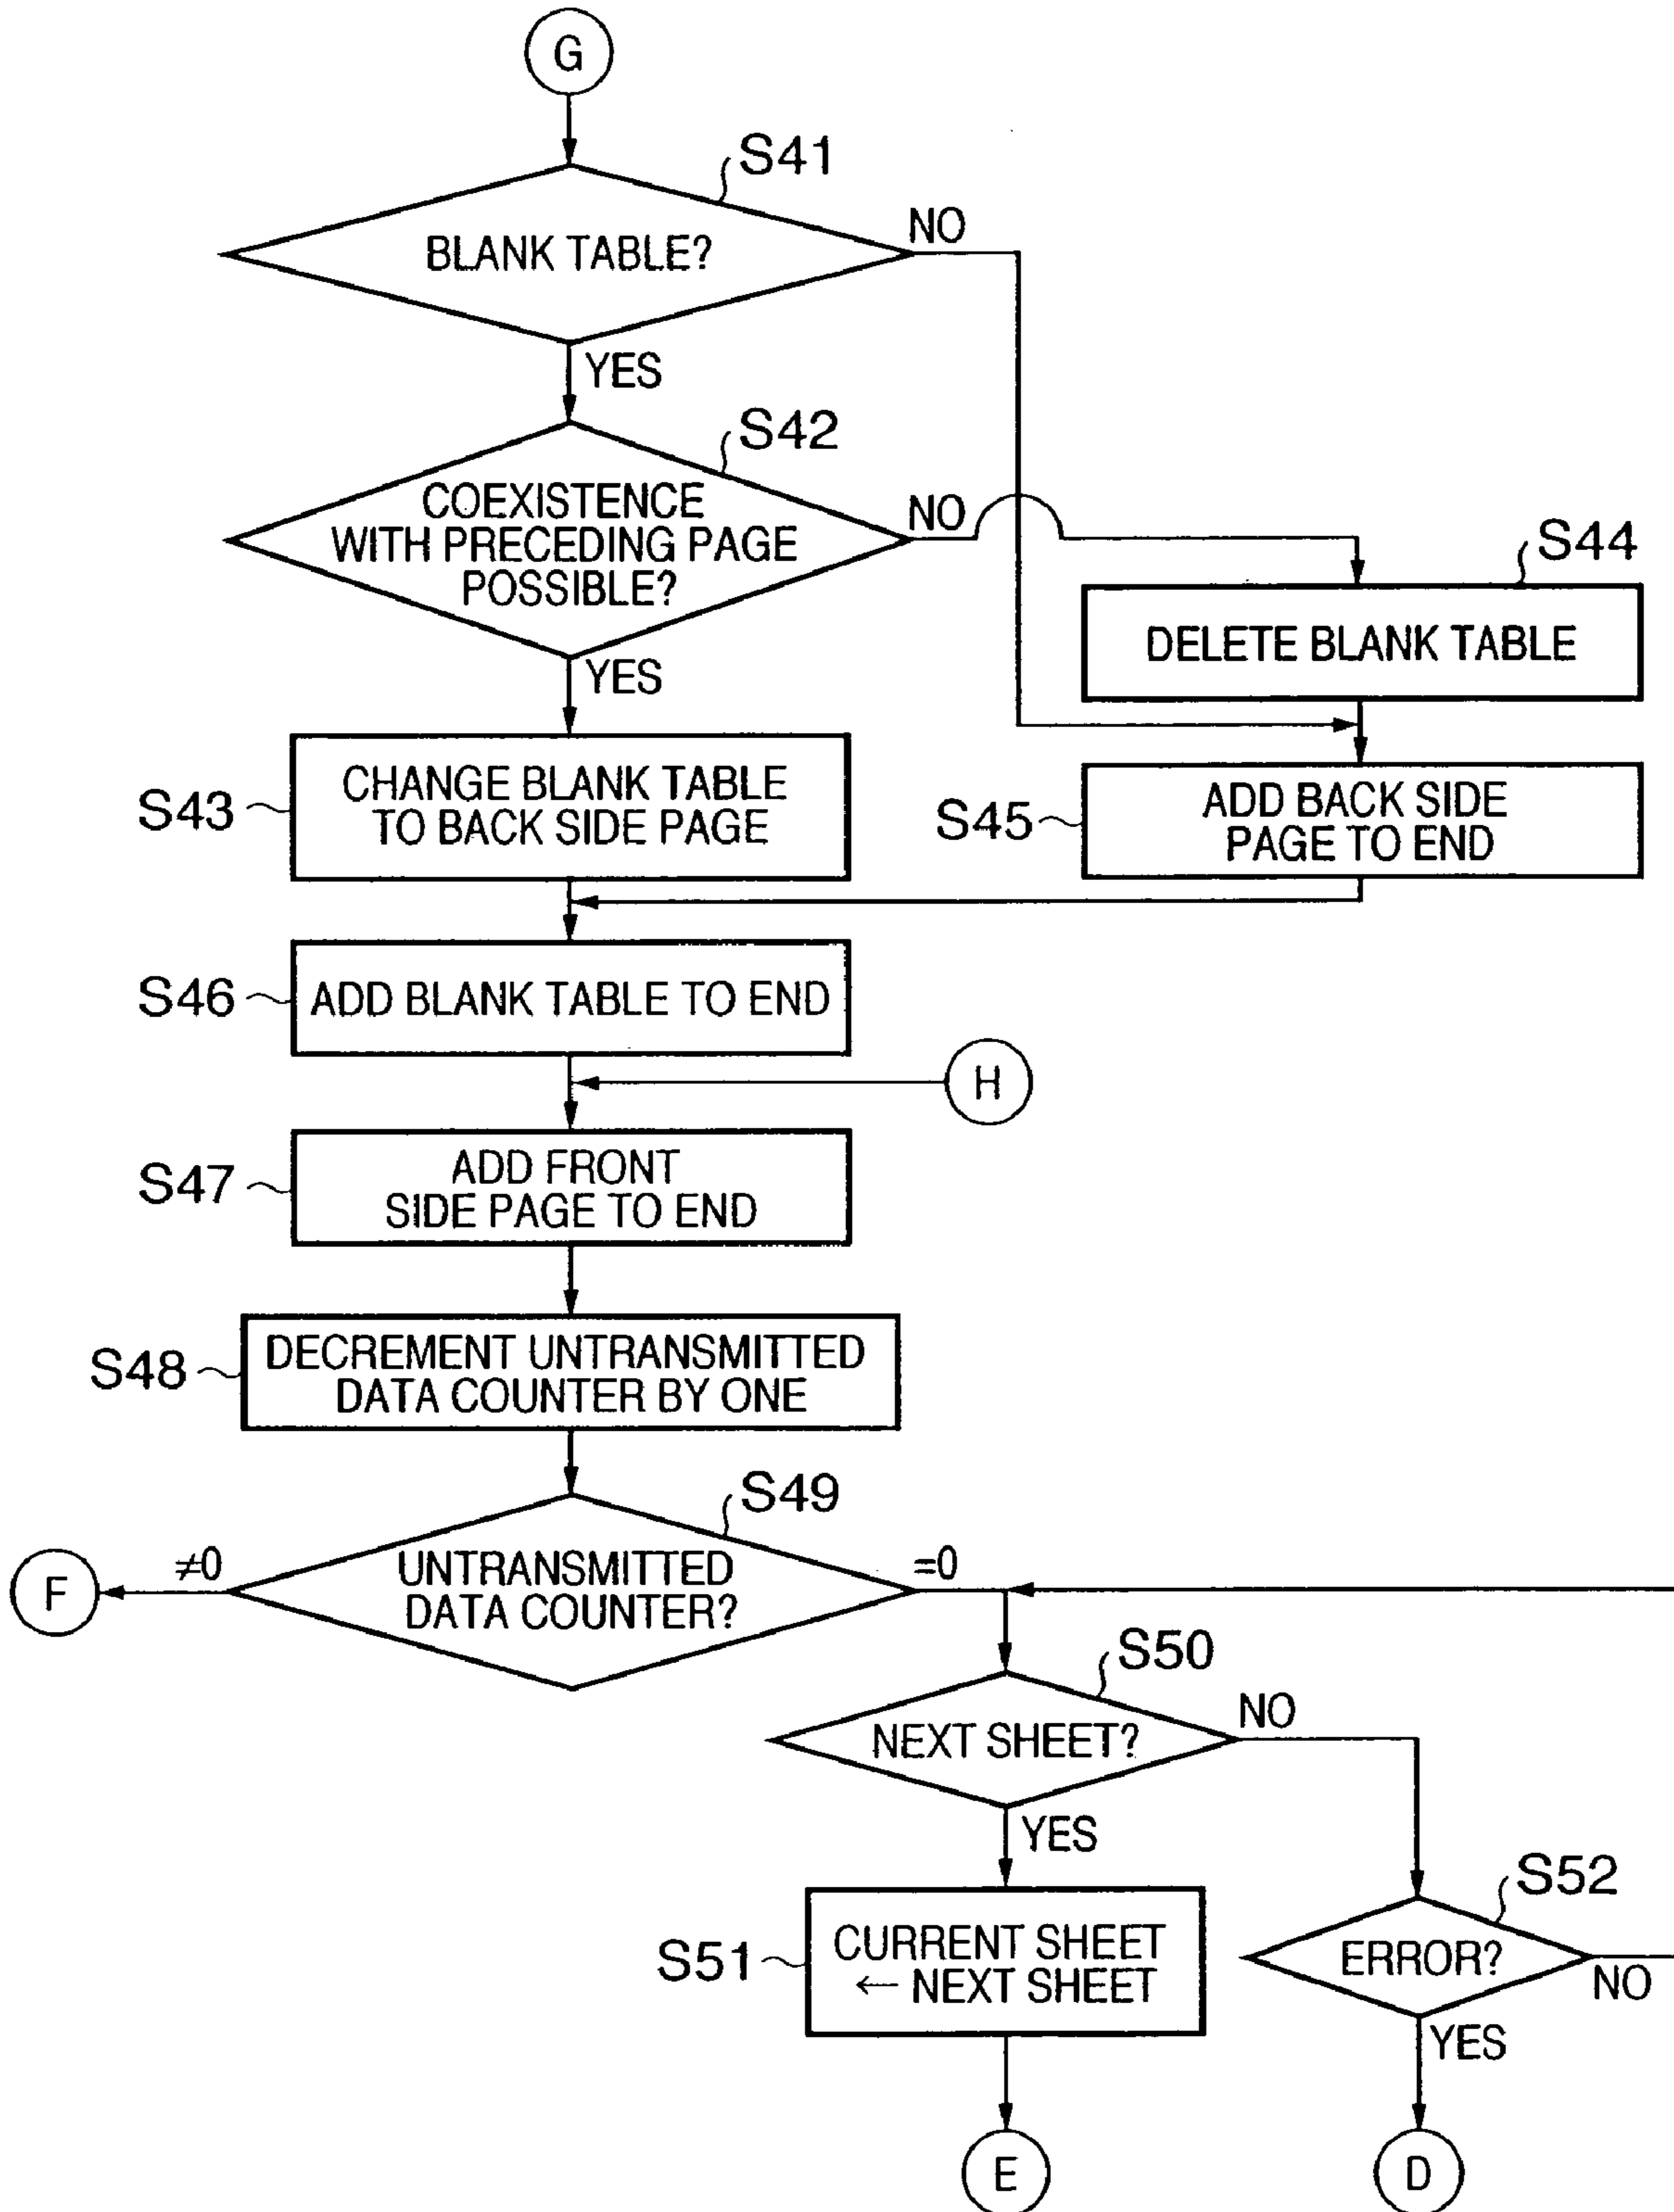 G
S41
BLANK TABLE?
NO
YES
S42
COEXISTENCE
WITH PRECEDING PAGE
POSSIBLE?
NO
YES
S44
DELETE BLANK TABLE
S43
CHANGE BLANK TABLE
TO BACK SIDE PAGE
S45
ADD BACK SIDE
PAGE TO END
S46
ADD BLANK TABLE TO END
H
S47
ADD FRONT
SIDE PAGE TO END
S48
DECREMENT UNTRANSMITTED
DATA COUNTER BY ONE
S49
UNTRANSMITTED
DATA COUNTER?
≠0
F
=0
S50
NEXT SHEET?
NO
YES
S51
CURRENT SHEET
← NEXT SHEET
S52
ERROR?
NO
YES
E
D